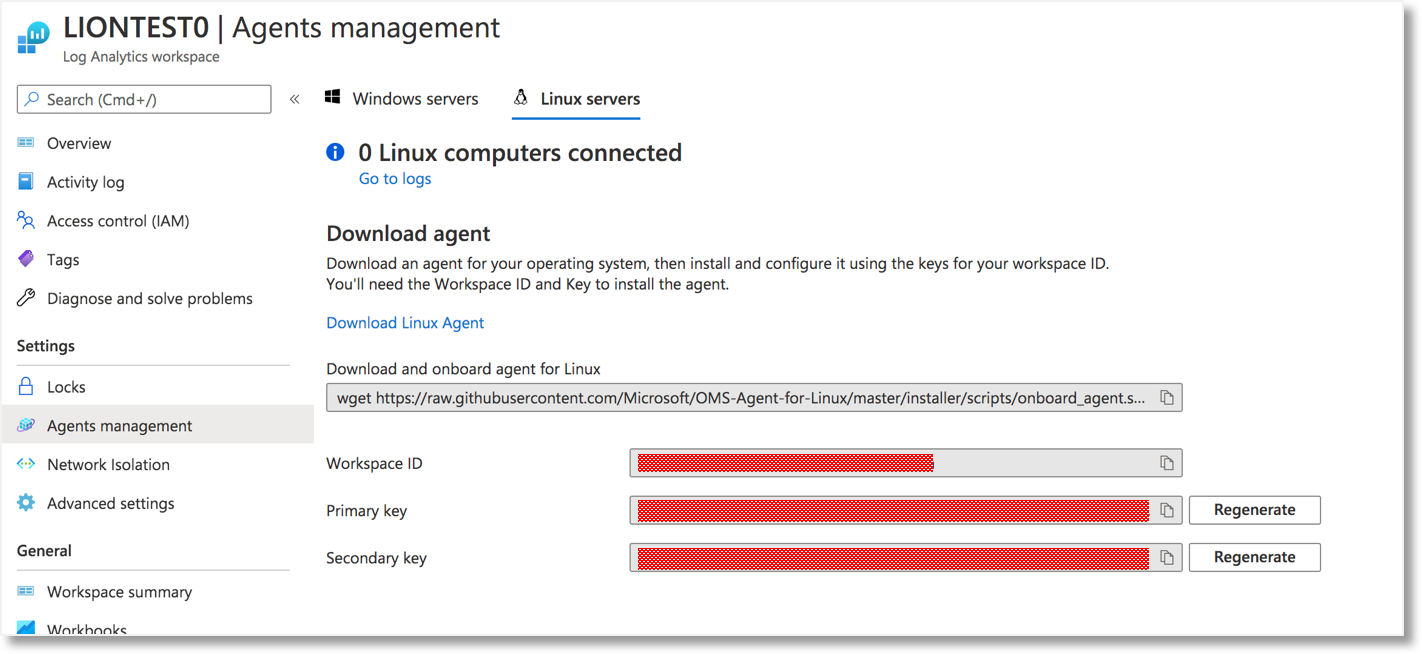 LIONTEST0 | Agents management
Log Analytics workspace
Search (Cmd+/)
«
Overview
Activity log
Access control (IAM)
Tags
Diagnose and solve problems
Settings
Locks
Agents management
Network Isolation
Advanced settings
General
Workspace summary
Workbooks
Windows servers
Linux servers
0 Linux computers connected
Go to logs
Download agent
Download an agent for your operating system, then install and configure it using the keys for your workspace ID.
You'll need the Workspace ID and Key to install the agent.
Download Linux Agent
Download and onboard agent for Linux
wget https://raw.githubusercontent.com/Microsoft/OMS-Agent-for-Linux/master/installer/scripts/onboard_agent.s...
Workspace ID
Primary key
Regenerate
Secondary key
Regenerate